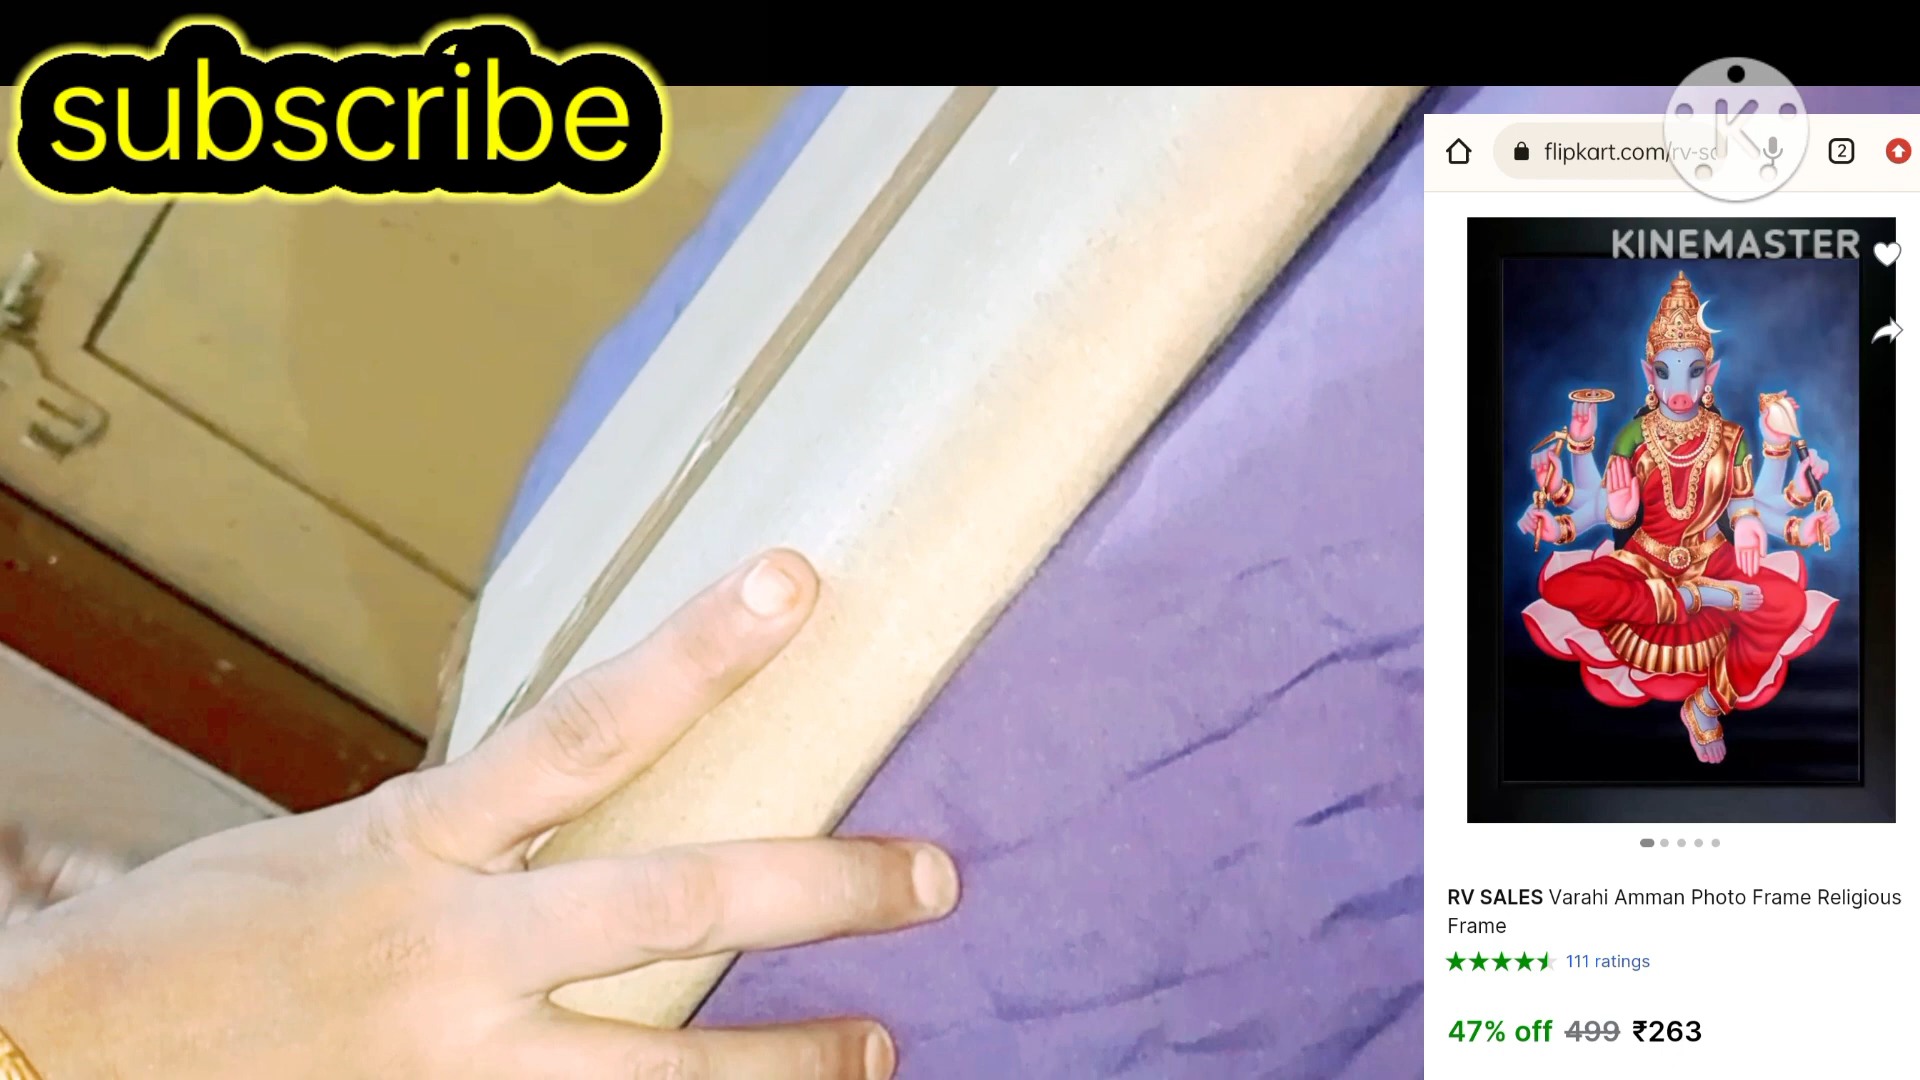 subscribe
K
flipkart.com/rv-sa
2
KINEMASTER
RV SALES Varahi Amman Photo Frame Religious
Frame
111 ratings
47% off 499 ₹263